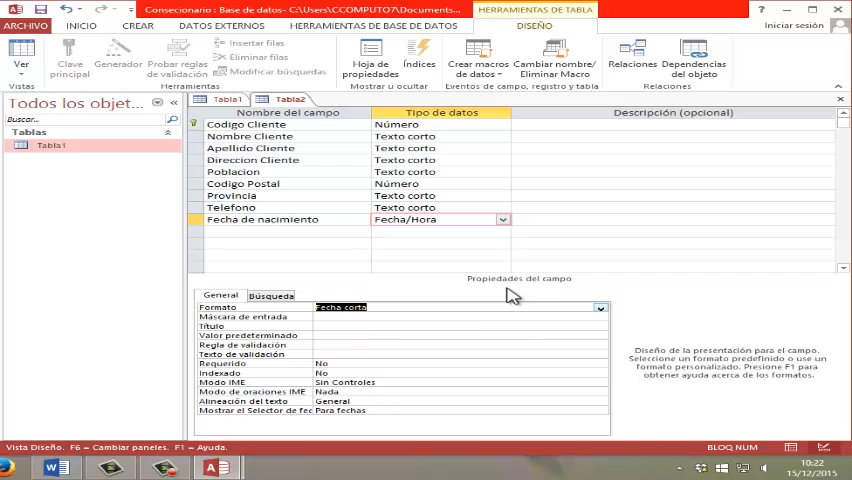 Consecionario : Base de datos- C:\Users\CCOMPUTO7\Documents...
HERRAMIENTAS DE TABLA
ARCHIVO
INICIO
CREAR
DATOS EXTERNOS
HERRAMIENTAS DE BASE DE DATOS
DISEÑO
Iniciar sesión
Ver
Vistas
Clave principal
Generador
Probar reglas de validación
Insertar filas
Eliminar filas
Modificar búsquedas
Herramientas
Hoja de propiedades
Índices
Mostrar u ocultar
Crear macros de datos
Cambiar nombre/ Eliminar Macro
Eventos de campo, registro y tabla
Relaciones
Dependencias del objeto
Relaciones
Todos los objet...
Buscar...
Tablas
Tabla1
Tabla1
Tabla2
Nombre del campo Tipo de datos Descripción (opcional)
Codigo Cliente Número
Nombre Cliente Texto corto
Apellido Cliente Texto corto
Direccion Cliente Texto corto
Poblacion Texto corto
Codigo Postal Número
Provincia Texto corto
Telefono Texto corto
Fecha de nacimiento Fecha/Hora
Propiedades del campo
General Búsqueda
Formato Fecha corta
Máscara de entrada
Título
Valor predeterminado
Regla de validación
Texto de validación
Requerido No
Indexado No
Modo IME Sin Controles
Modo de oraciones IME Nada
Alineación del texto General
Mostrar el Selector de fec Para fechas
Diseño de la presentación para el campo.
Seleccione un formato predefinido o use un
formato personalizado. Presione F1 para
obtener ayuda acerca de los formatos.
Vista Diseño. F6 = Cambiar paneles. F1 = Ayuda.
BLOQ NUM
10:22
15/12/2015